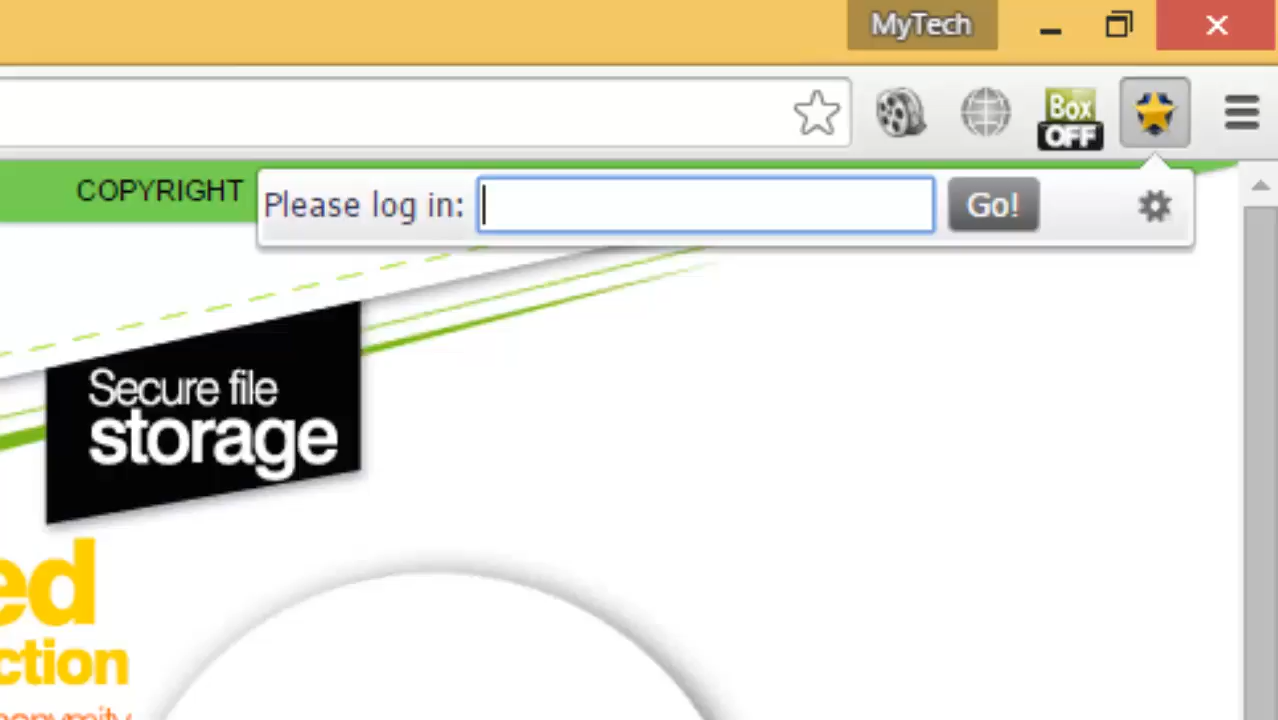 MyTech
Box
OFF
COPYRIGHT
Please log in:
Go!
Secure file
storage
ed
ction